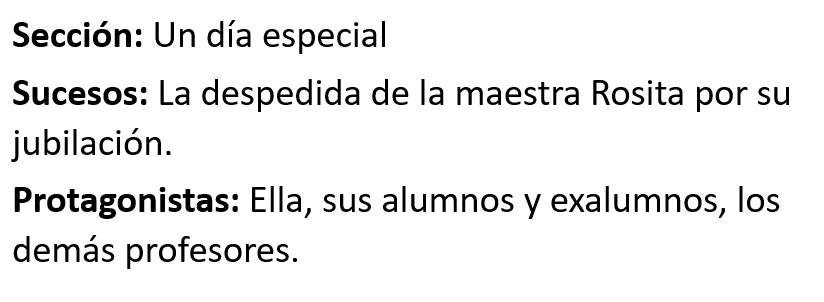 Sección: Un día especial
Sucesos: La despedida de la maestra Rosita por su
jubilación.
Protagonistas: Ella, sus alumnos y exalumnos, los
demás profesores.